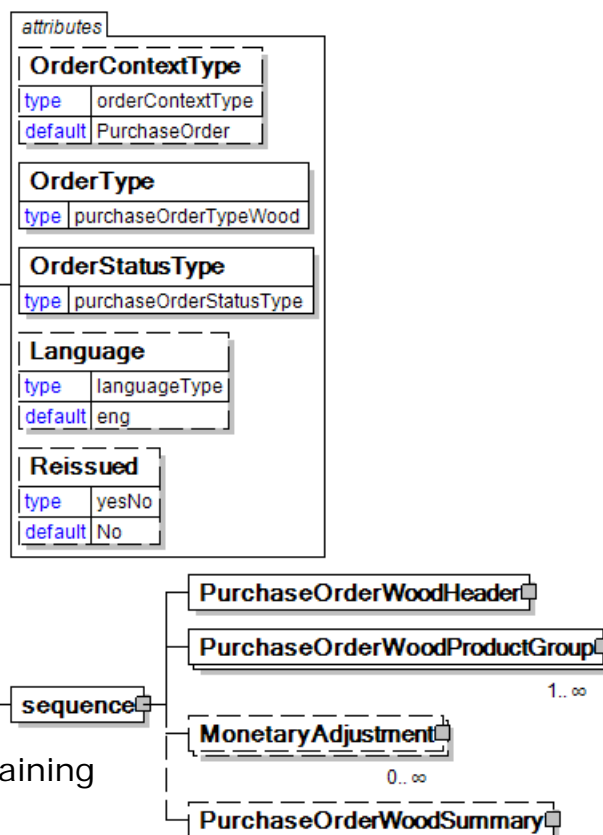 attributes
OrderContextType
type orderContextType
default PurchaseOrder
OrderType
type purchaseOrderTypeWood
OrderStatusType
type purchaseOrderStatusType
Language
type languageType
default eng
Reissued
type yesNo
default No
PurchaseOrderWoodHeader
PurchaseOrderWoodProductGroup
1..∞
sequence
MonetaryAdjustment
0..∞
aining
PurchaseOrderWoodSummary